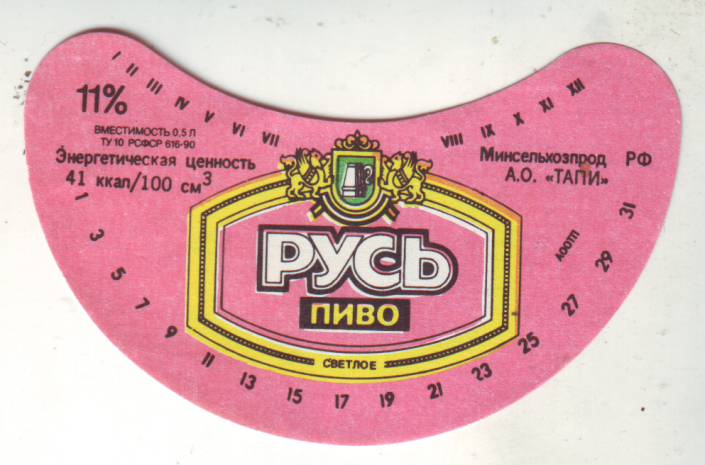 I II III IV V VI VII
VIII IX X XI XII
11%
ВМЕСТИМОСТЬ 0,5 Л
ТУ 10 РСФСР 616-90
Энергетическая ценность
41 ккал/100 см³
Минсельхозпрод РФ
А.О. «ТАПИ»
РУСЬ
ПИВО
СВЕТЛОЕ
1 3 5 7 9 11 13 15 17 19 21 23 25 27 29 31